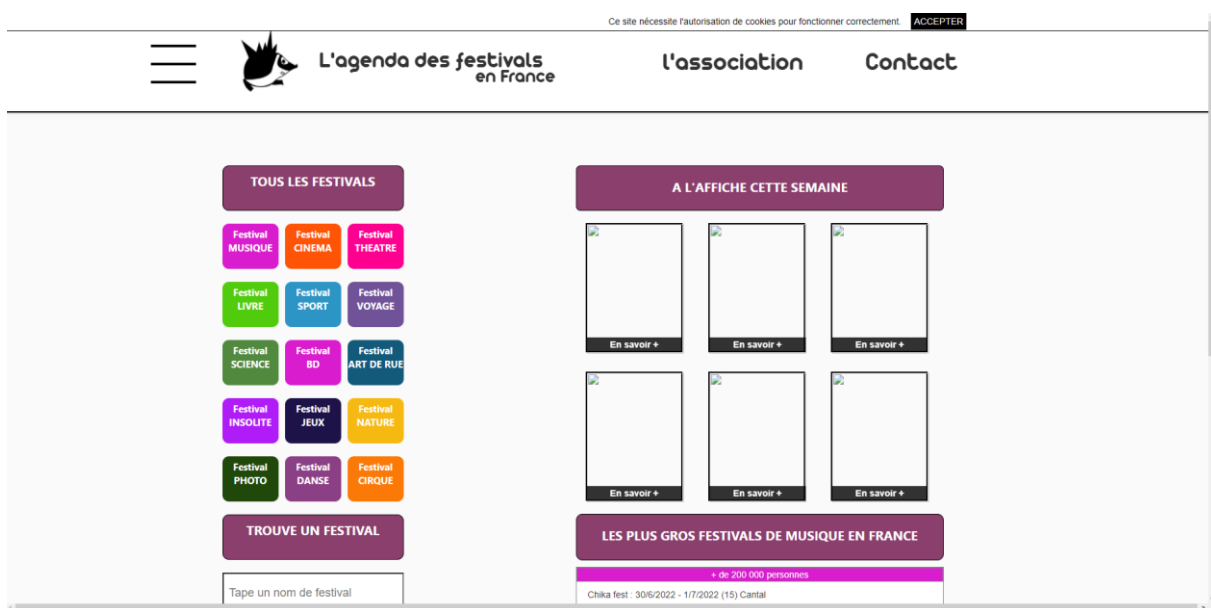 Ce site nécessite l'autorisation de cookies pour fonctionner correctement. ACCEPTER
L'agenda des festivals
en France
l'association
Contact
TOUS LES FESTIVALS
Festival
MUSIQUE
Festival
CINEMA
Festival
THEATRE
Festival
LIVRE
Festival
SPORT
Festival
VOYAGE
Festival
SCIENCE
Festival
BD
Festival
ART DE RUE
Festival
INSOLITE
Festival
JEUX
Festival
NATURE
Festival
PHOTO
Festival
DANSE
Festival
CIRQUE
TROUVE UN FESTIVAL
Tape un nom de festival
A L'AFFICHE CETTE SEMAINE
En savoir +
En savoir +
En savoir +
En savoir +
En savoir +
En savoir +
LES PLUS GROS FESTIVALS DE MUSIQUE EN FRANCE
+ de 200 000 personnes
Chika fest : 30/6/2022 - 1/7/2022 (15) Cantal